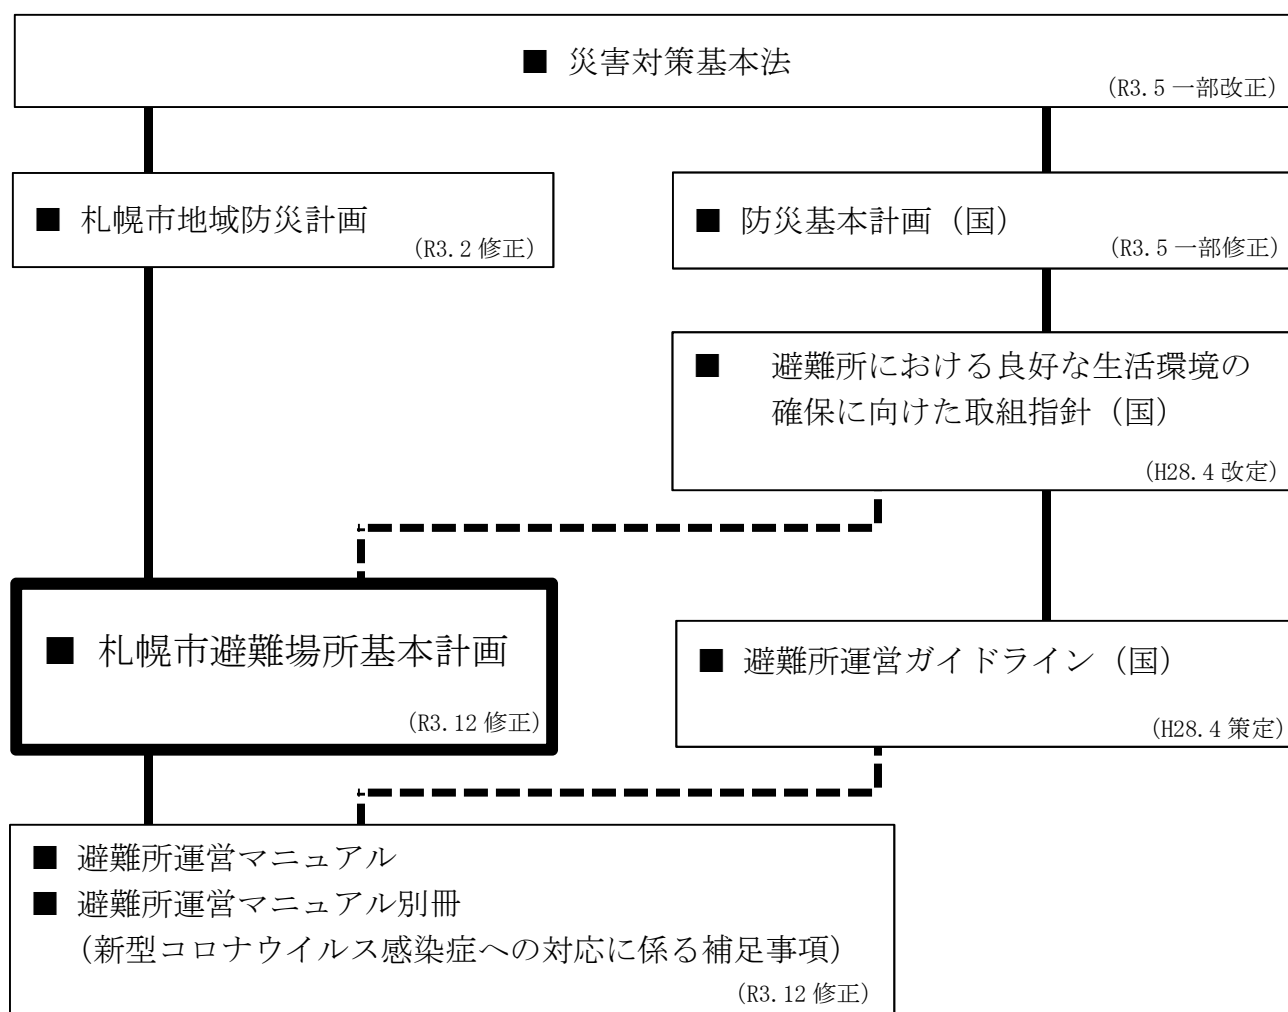 ■ 災害対策基本法
(R3.5 一部改正)
■ 札幌市地域防災計画
(R3.2 修正)
■ 防災基本計画（国）
(R3.5 一部修正)
■ 避難所における良好な生活環境の
確保に向けた取組指針（国）
(H28.4 改定)
■ 札幌市避難場所基本計画
(R3.12 修正)
■ 避難所運営ガイドライン（国）
(H28.4 策定)
■ 避難所運営マニュアル
■ 避難所運営マニュアル別冊
（新型コロナウイルス感染症への対応に係る補足事項）
(R3.12 修正)